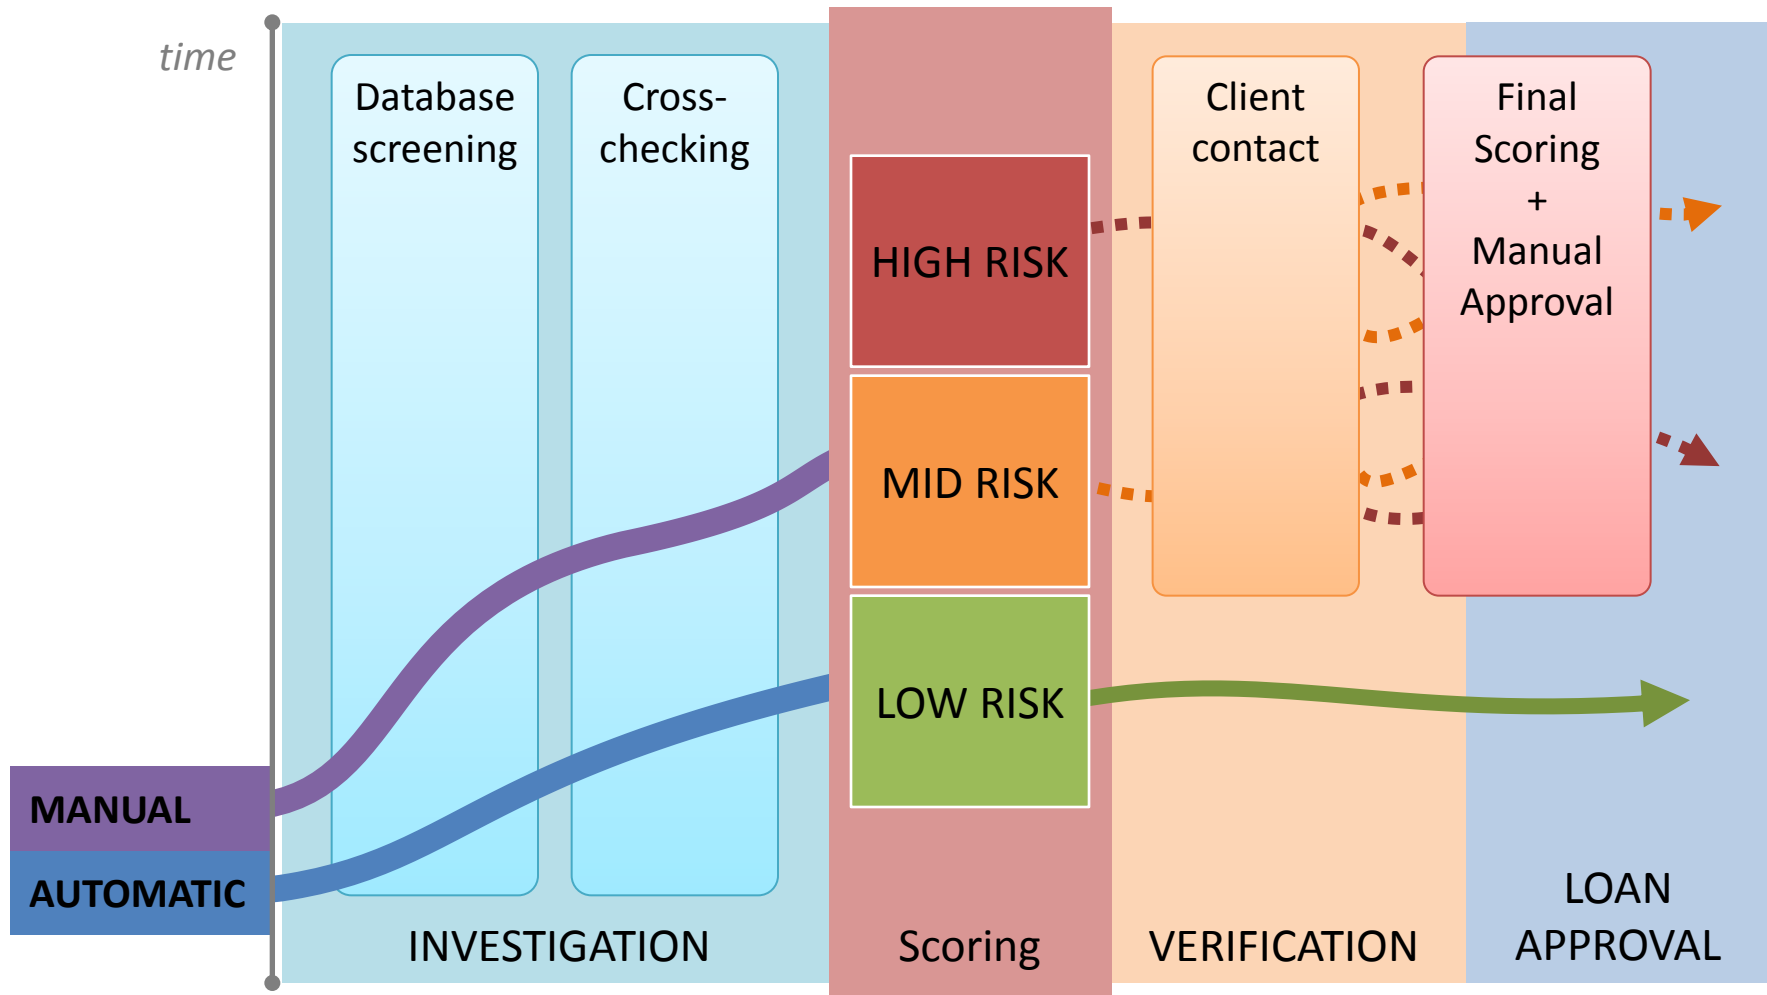 time
Database
screening
Cross-
checking
Client
contact
Final
Scoring
+
Manual
Approval
HIGH RISK
MID RISK
LOW RISK
MANUAL
AUTOMATIC
INVESTIGATION
Scoring
VERIFICATION
LOAN
APPROVAL